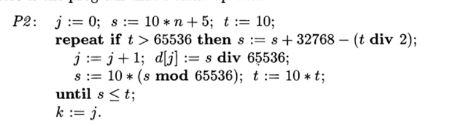 P2: j := 0; s := 10 * n + 5; t := 10;
repeat if t > 65536 then s := s + 32768 − (t div 2);
j := j + 1; d[j] := s div 65536;
s := 10 * (s mod 65536); t := 10 * t;
until s ≤ t;
k := j.